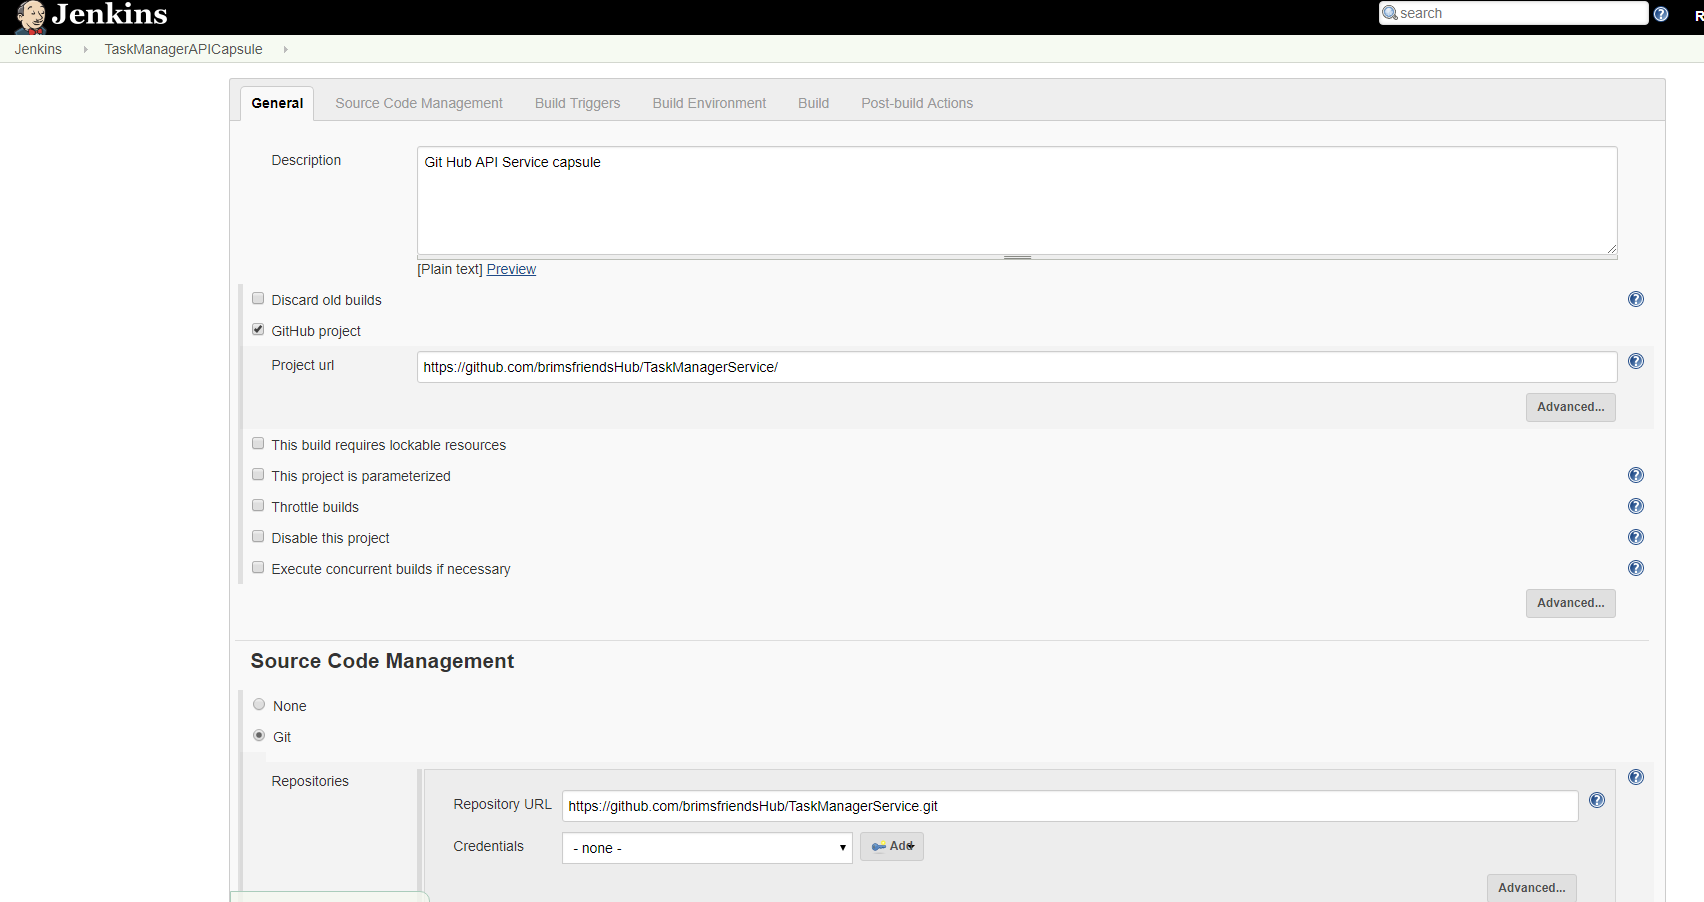 Jenkins
search
R
Jenkins TaskManagerAPICapsule
General Source Code Management Build Triggers Build Environment Build Post-build Actions
Description
Git Hub API Service capsule
[Plain text] Preview
Discard old builds
GitHub project
Project url
https://github.com/brimsfriendsHub/TaskManagerService/
Advanced...
This build requires lockable resources
This project is parameterized
Throttle builds
Disable this project
Execute concurrent builds if necessary
Advanced...
Source Code Management
None
Git
Repositories
Repository URL
https://github.com/brimsfriendsHub/TaskManagerService.git
Credentials
- none -
Add
Advanced...